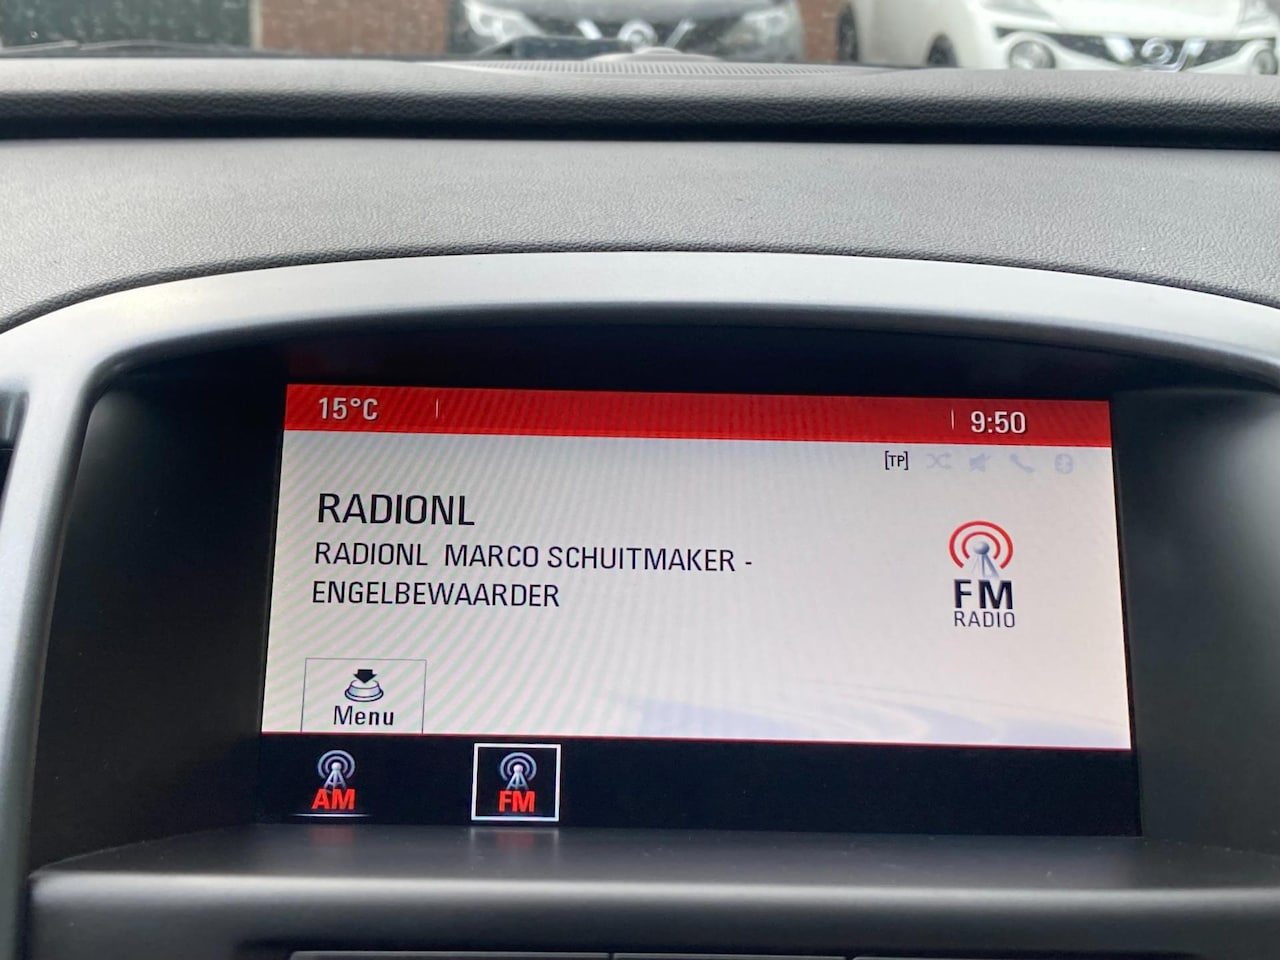 15°C 9:50
[TP]
RADIONL
RADIONL MARCO SCHUITMAKER -
ENGELBEWAARDER
FM
RADIO
Menu
AM FM